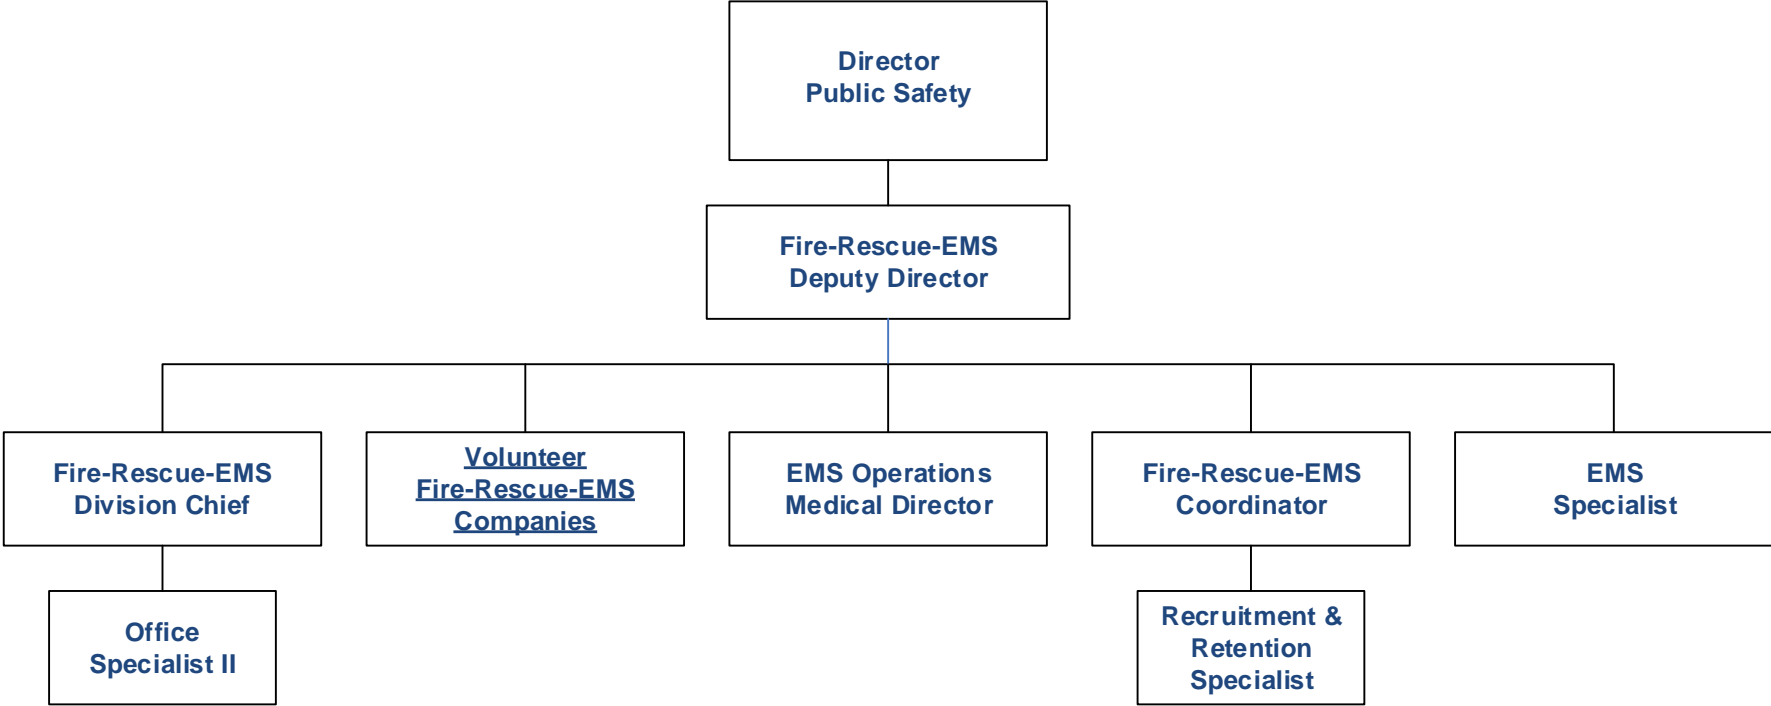 Director
Public Safety
Fire-Rescue-EMS
Deputy Director
Fire-Rescue-EMS
Division Chief
Volunteer
Fire-Rescue-EMS
Companies
EMS Operations
Medical Director
Fire-Rescue-EMS
Coordinator
EMS
Specialist
Office
Specialist II
Recruitment &
Retention
Specialist